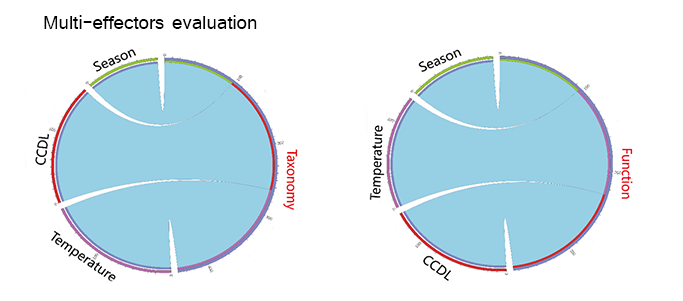 Multi-effectors evaluation
Season
CCDL
Temperature
Taxonomy
Season
Temperature
CCDL
Function